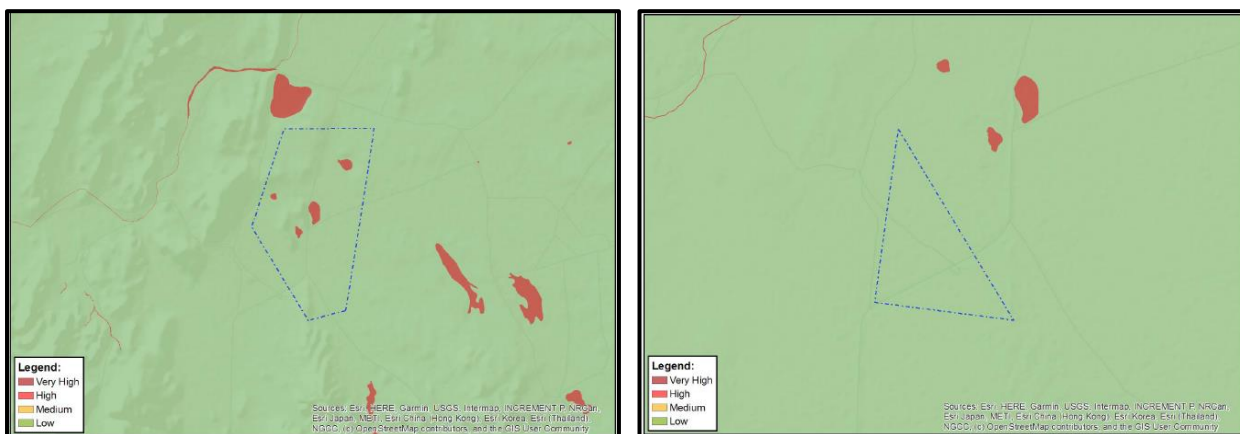 Legend:
Very High
High
Medium
Low
Sources: Esri, HERE, Garmin, USGS, Intermap, INCREMENT P, NRCan,
Esri Japan, METI, Esri China (Hong Kong), Esri Korea, Esri (Thailand),
NGCC, (c) OpenStreetMap contributors, and the GIS User Community
Legend:
Very High
High
Medium
Low
Sources: Esri, HERE, Garmin, USGS, Intermap, INCREMENT P, NRCan,
Esri Japan, METI, Esri China (Hong Kong), Esri Korea, Esri (Thailand),
NGCC, (c) OpenStreetMap contributors, and the GIS User Community